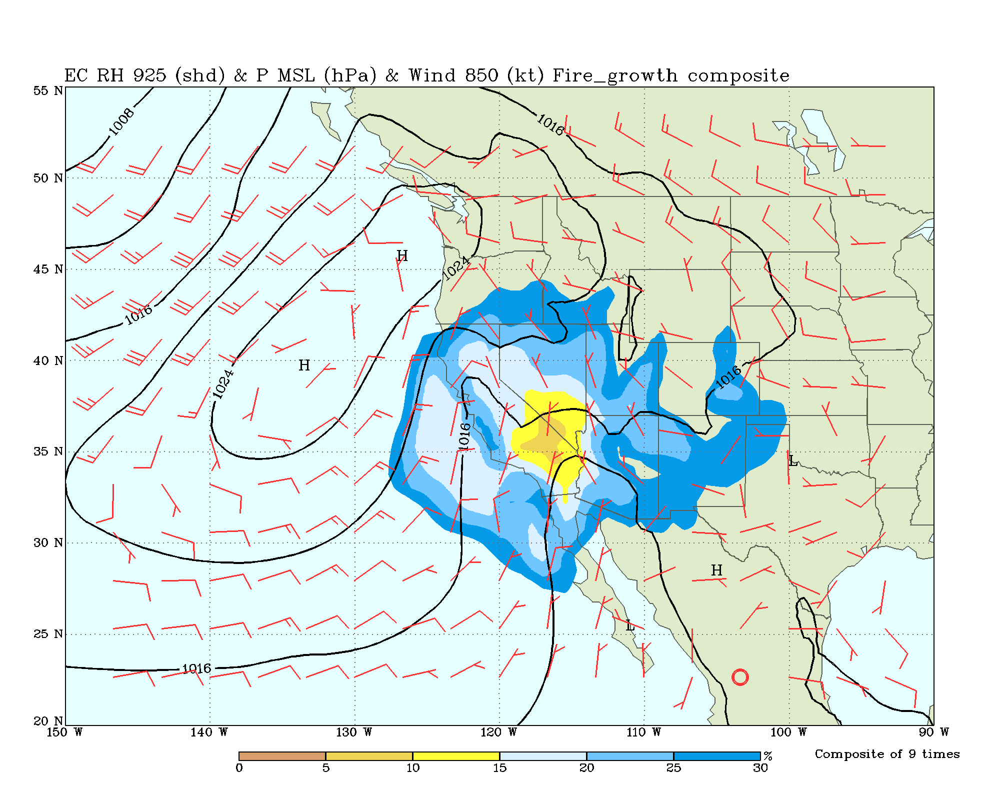 EC RH 925 (shd) & P MSL (hPa) & Wind 850 (kt) Fire_growth composite
55 N
1008
1016
50 N
H
45 N
1024
1016
40 N
H
1016
1024
1016
35 N
L
30 N
H
25 N
L
1016
20 N
150 W 140 W 130 W 120 W 110 W 100 W 90 W
% Composite of 9 times
0 5 10 15 20 25 30